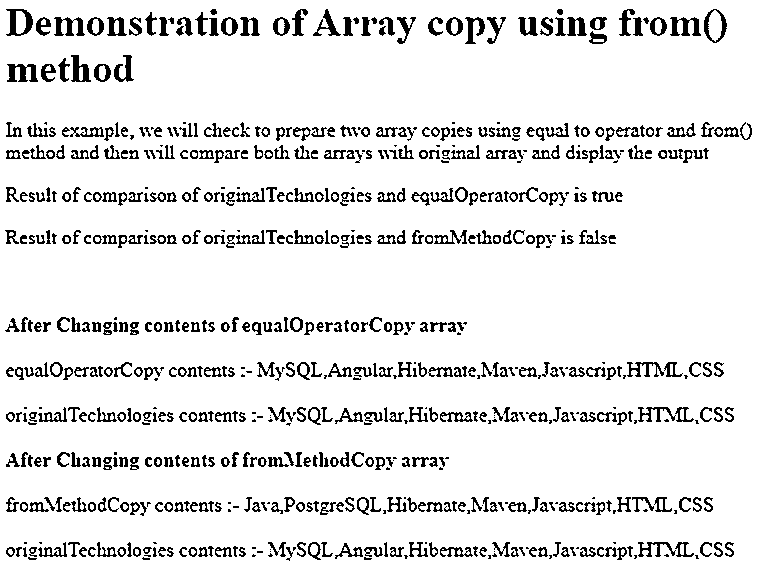 Demonstration of Array copy using from()
method
In this example, we will check to prepare two array copies using equal to operator and from()
method and then will compare both the arrays with original array and display the output
Result of comparison of originalTechnologies and equalOperatorCopy is true
Result of comparison of originalTechnologies and fromMethodCopy is false
After Changing contents of equalOperatorCopy array
equalOperatorCopy contents :- MySQL,Angular,Hibernate,Maven,Javascript,HTML,CSS
originalTechnologies contents :- MySQL,Angular,Hibernate,Maven,Javascript,HTML,CSS
After Changing contents of fromMethodCopy array
fromMethodCopy contents :- Java,PostgreSQL,Hibernate,Maven,Javascript,HTML,CSS
originalTechnologies contents :- MySQL,Angular,Hibernate,Maven,Javascript,HTML,CSS